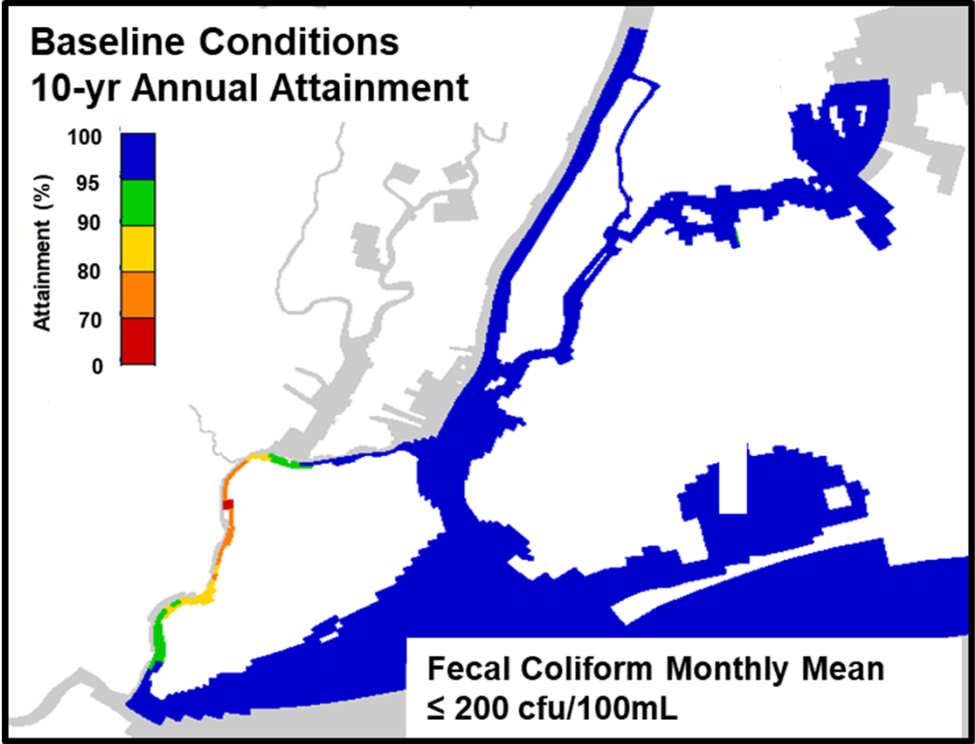 Baseline Conditions
10-yr Annual Attainment
Attainment (%)
100
95
90
80
70
0
Fecal Coliform Monthly Mean
≤ 200 cfu/100mL